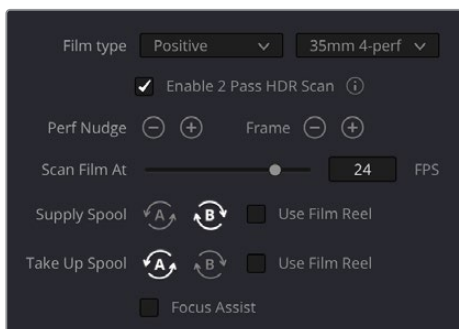 Film type Positive 35mm 4-perf
Enable 2 Pass HDR Scan i
Perf Nudge Frame
Scan Film At 24 FPS
Supply Spool A B Use Film Reel
Take Up Spool A B Use Film Reel
Focus Assist